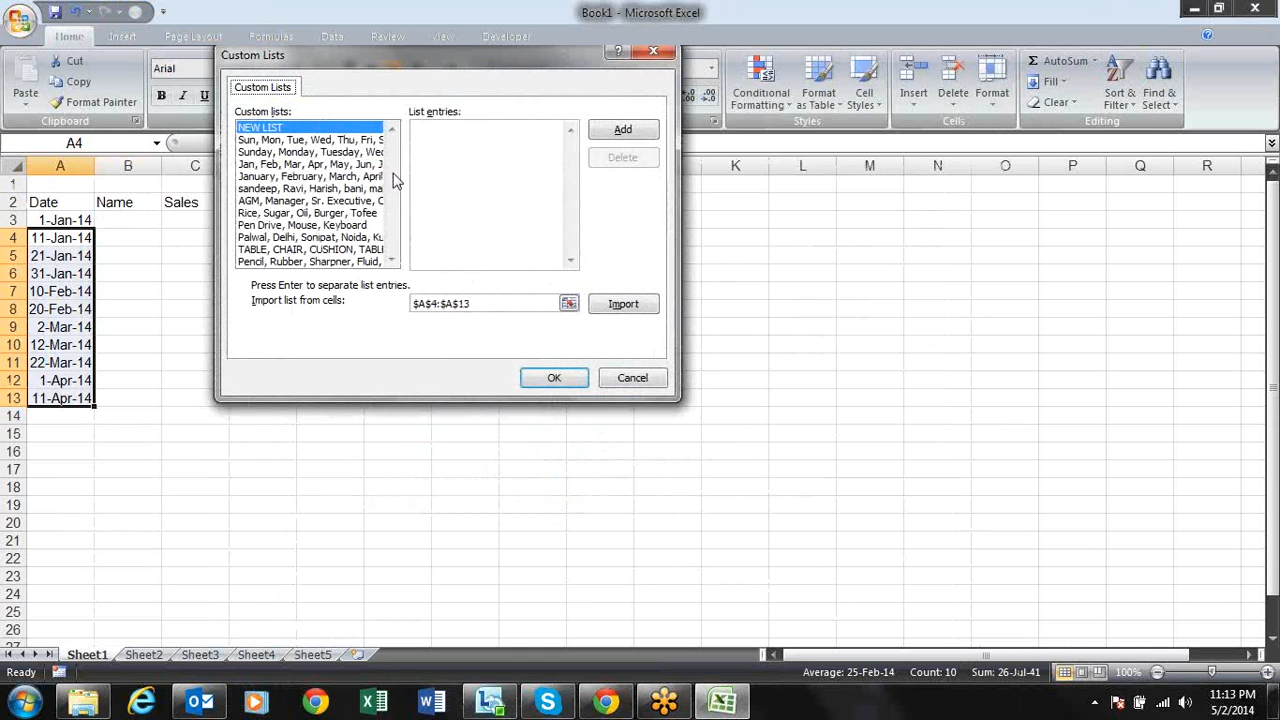 Book1 - Microsoft Excel
Home Insert Page Layout Formulas Data Review View Developer
Cut
Copy
Format Painter
Paste
Clipboard
Arial
B I U
Conditional Formatting
Format as Table
Cell Styles
Styles
Insert Delete Format
Cells
AutoSum
Fill
Clear
Sort & Filter
Find & Select
Editing
A4
Custom Lists
Custom Lists
Custom lists:
NEW LIST
Sun, Mon, Tue, Wed, Thu, Fri, S
Sunday, Monday, Tuesday, Wed
Jan, Feb, Mar, Apr, May, Jun, J
January, February, March, April
sandeep, Ravi, Harish, bani, ma
AGM, Manager, Sr. Executive, C
Rice, Sugar, Oil, Burger, Tofee
Pen Drive, Mouse, Keyboard
Palwal, Delhi, Sonipat, Noida, Ku
TABLE, CHAIR, CUSHION, TABL
Pencil, Rubber, Sharpner, Fluid,
List entries:
Add
Delete
Press Enter to separate list entries.
Import list from cells:
$A$4:$A$13
Import
OK
Cancel
A B C K L M N O P Q R
1
2 Date Name Sales
3 1-Jan-14
4 11-Jan-14
5 21-Jan-14
6 31-Jan-14
7 10-Feb-14
8 20-Feb-14
9 2-Mar-14
10 12-Mar-14
11 22-Mar-14
12 1-Apr-14
13 11-Apr-14
14
15
16
17
18
19
20
21
22
23
24
25
26
27
Sheet1 Sheet2 Sheet3 Sheet4 Sheet5
Ready
Average: 25-Feb-14 Count: 10 Sum: 26-Jul-41 100%
11:13 PM
5/2/2014